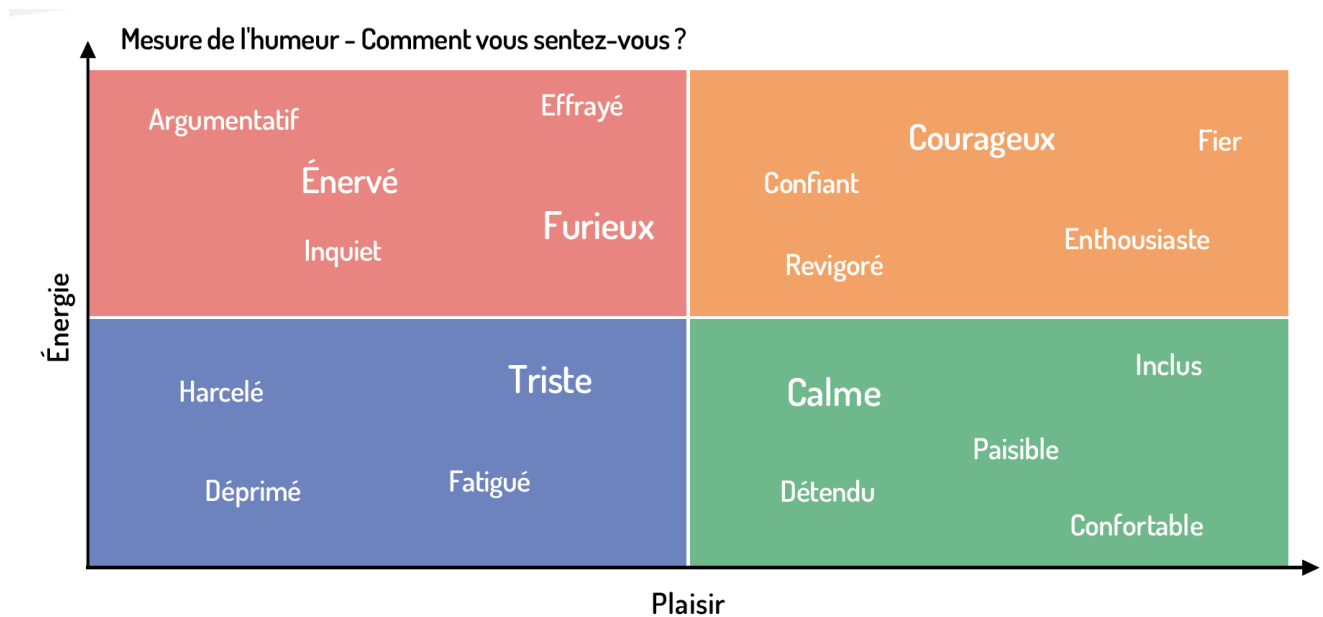 Mesure de l'humeur - Comment vous sentez-vous ?
Énergie
Argumentatif
Effrayé
Énervé
Furieux
Inquiet
Courageux
Fier
Confiant
Enthousiaste
Revigoré
Harcelé
Triste
Déprimé
Fatigué
Inclus
Calme
Paisible
Détendu
Confortable
Plaisir